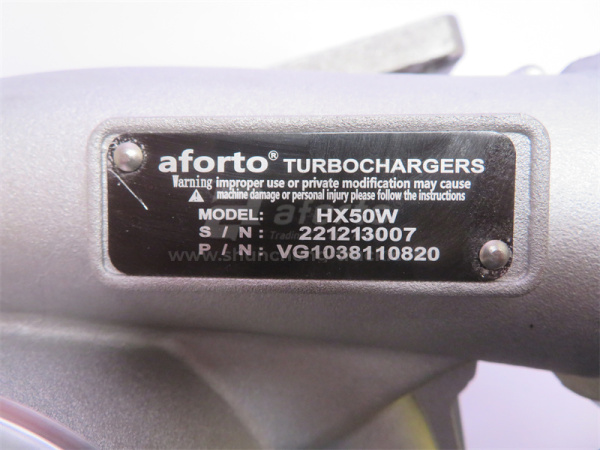 aforto® TURBOCHARGERS
Warning improper use or private modification may cause
machine damage or personal injury please follow the instructions
MODEL: HX50W
S / N: 221213007
P / N: VG1038110820